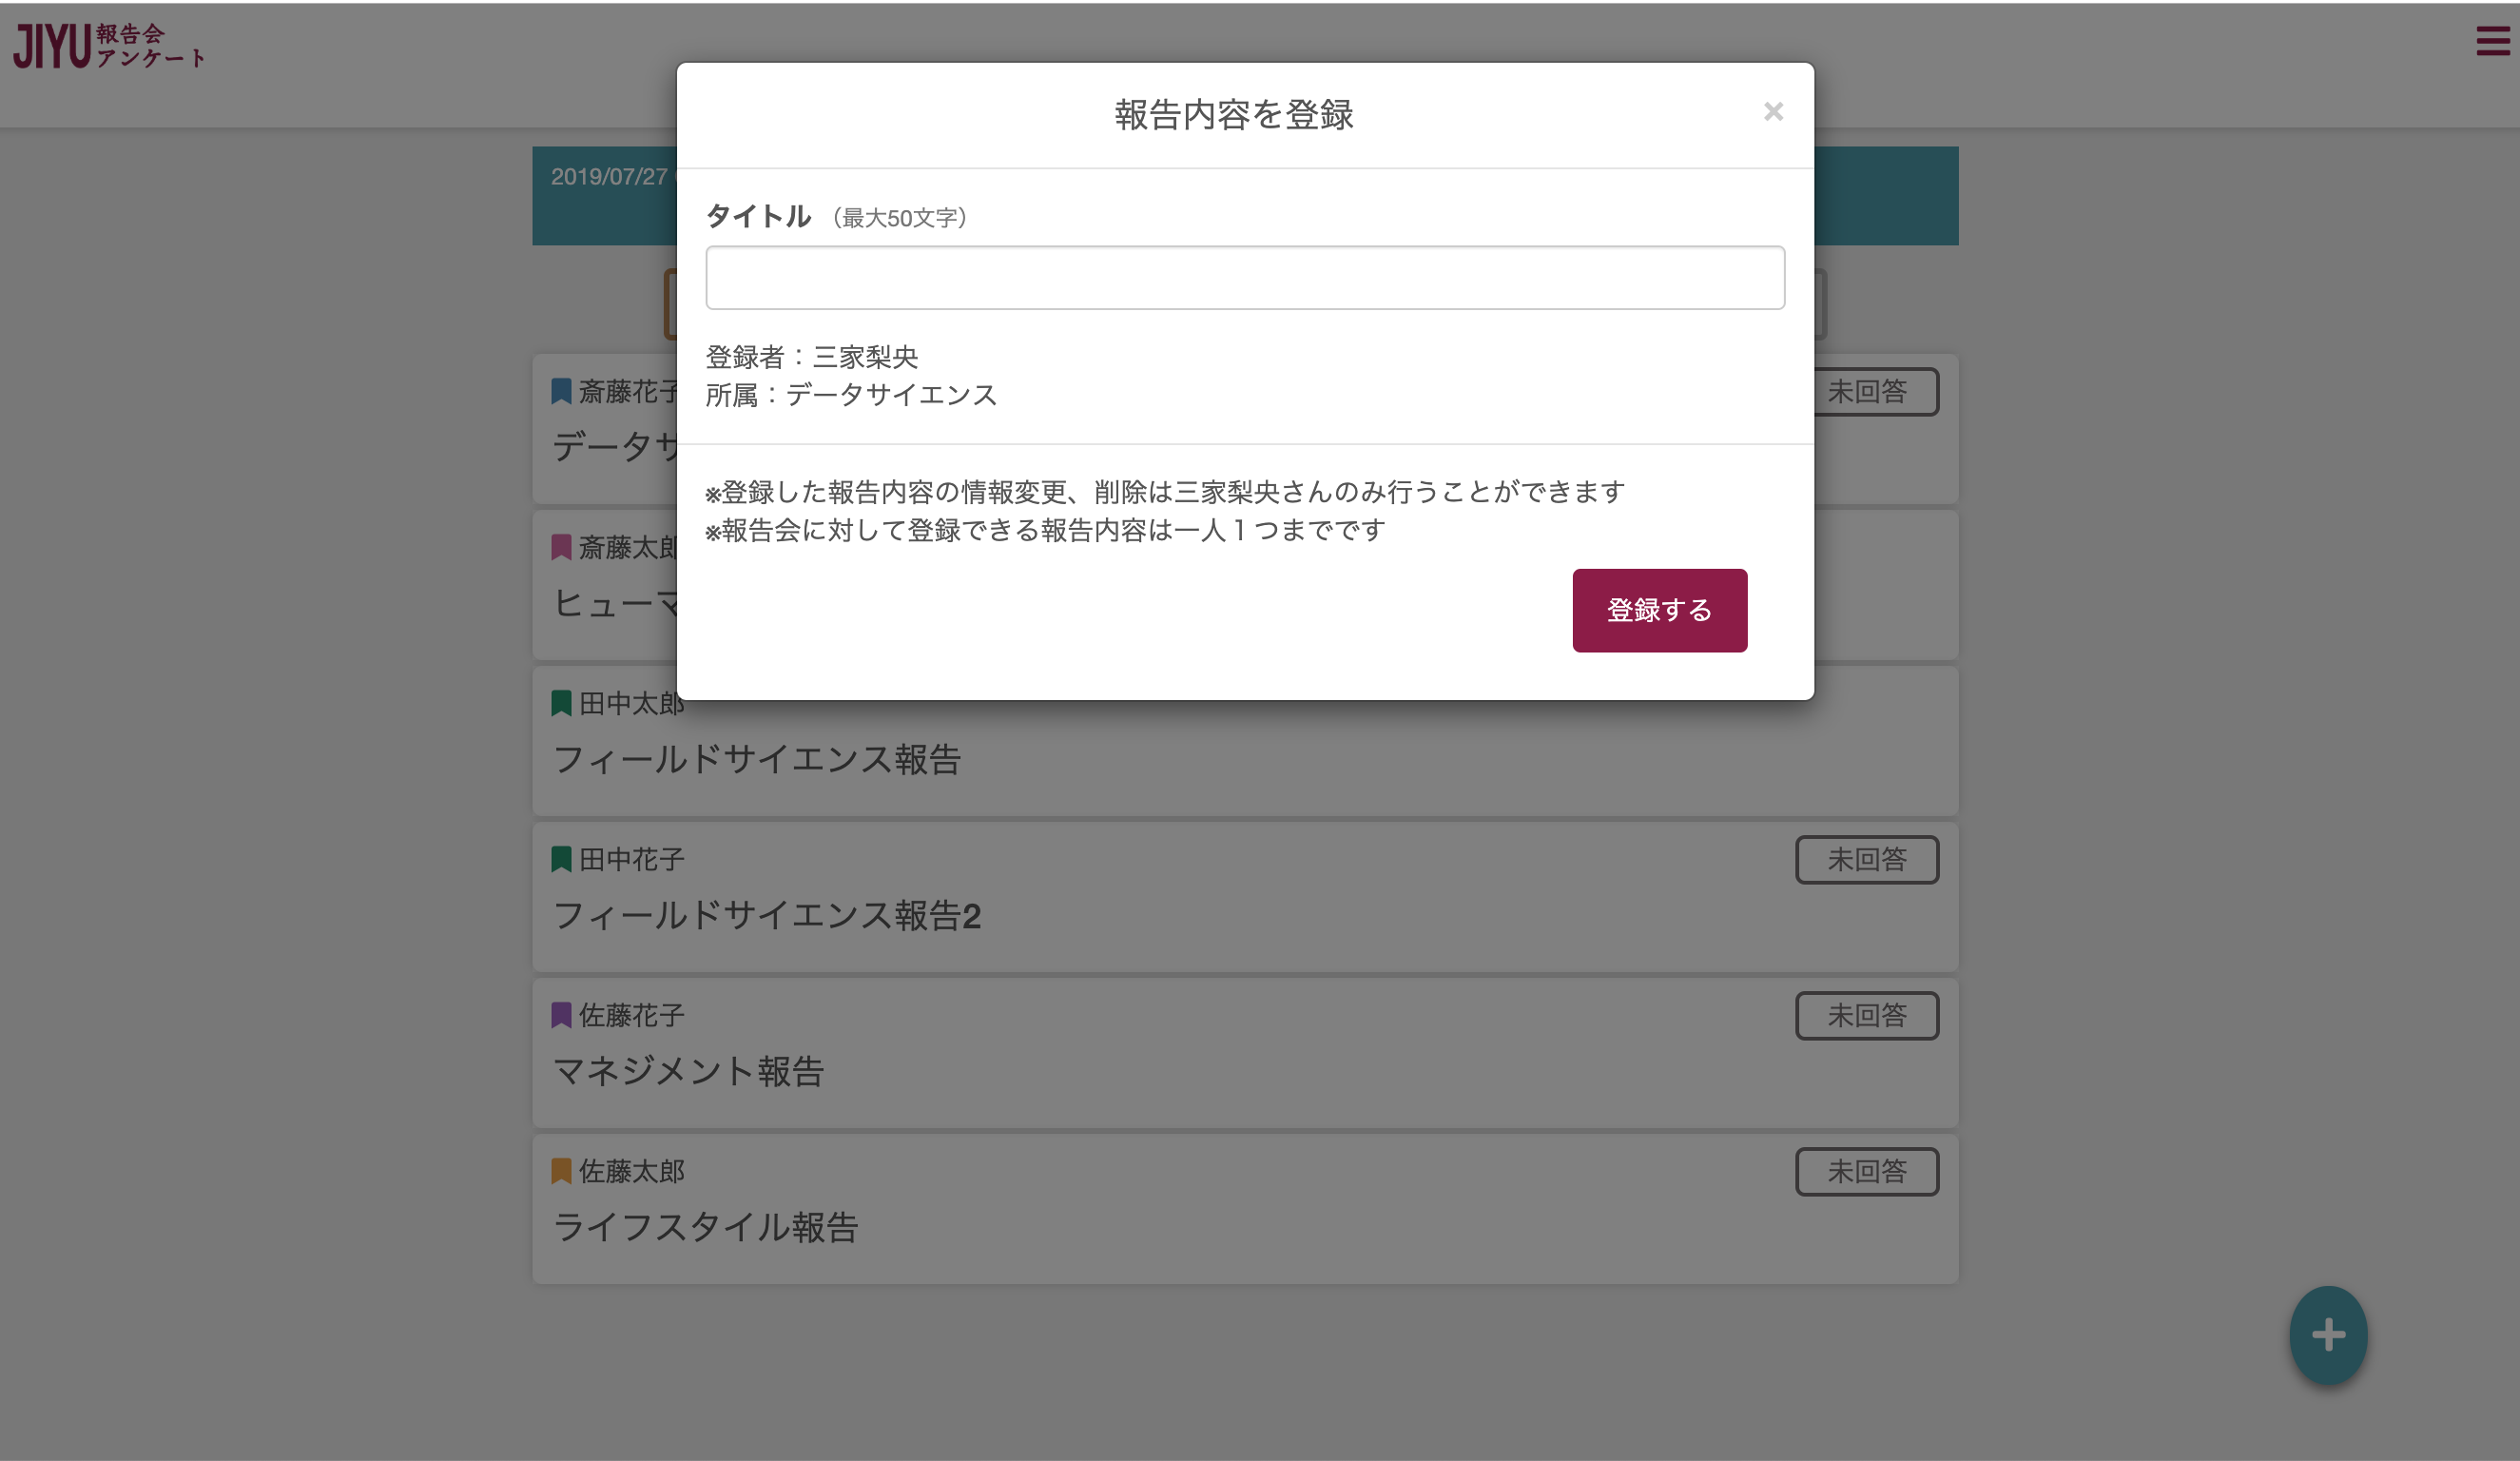 JIYU 報告会
アンケート
報告内容を登録
×
2019/07/27
タイトル （最大50文字）
登録者：三家梨央
所属：データサイエンス
※登録した報告内容の情報変更、削除は三家梨央さんのみ行うことができます
※報告会に対して登録できる報告内容は一人１つまでです
登録する
斎藤花子
未回答
データサ
斎藤太郎
ヒューマ
田中太郎
フィールドサイエンス報告
田中花子
未回答
フィールドサイエンス報告2
佐藤花子
未回答
マネジメント報告
佐藤太郎
未回答
ライフスタイル報告